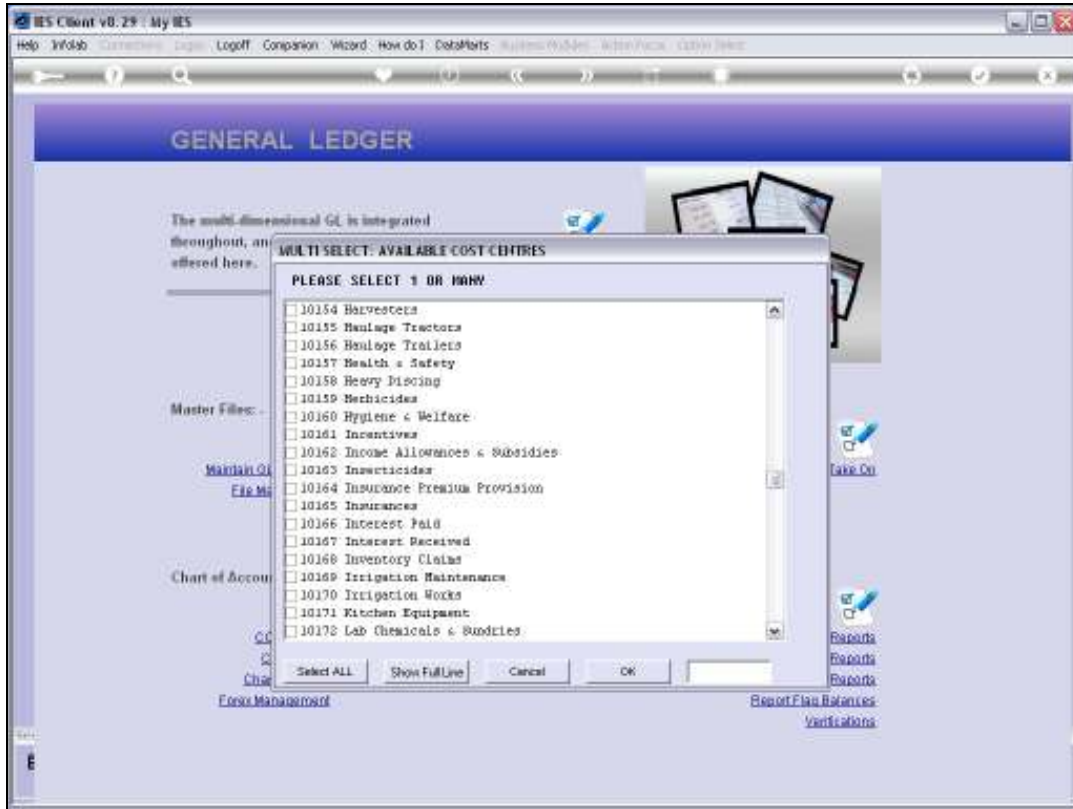 IES Client v8.29 : My IES
Help Infolab Logoff Companion Wizard How do I DataMarts
GENERAL LEDGER
The multi-dimensional GL is integrated
throughout, an
offered here.
MULTI SELECT: AVAILABLE COST CENTRES
PLEASE SELECT 1 OR MANY
10154 Harvesters
10155 Haulage Tractors
10156 Haulage Trailers
10157 Health & Safety
10158 Heavy Discing
10159 Herbicides
10160 Hygiene & Welfare
10161 Incentives
10162 Income Allowances & Subsidies
10163 Insecticides
10164 Insurance Premium Provision
10165 Insurances
10166 Interest Paid
10167 Interest Received
10168 Inventory Claims
10169 Irrigation Maintenance
10170 Irrigation Works
10171 Kitchen Equipment
10172 Lab Chemicals & Sundries
Select ALL Show Full Line Cancel OK
Master Files:
Maintain GL
File Ma
Take On
Chart of Accou
CC
Char
Forex Management
Reports
Reports
Reports
Report Flag Balances
Verifications